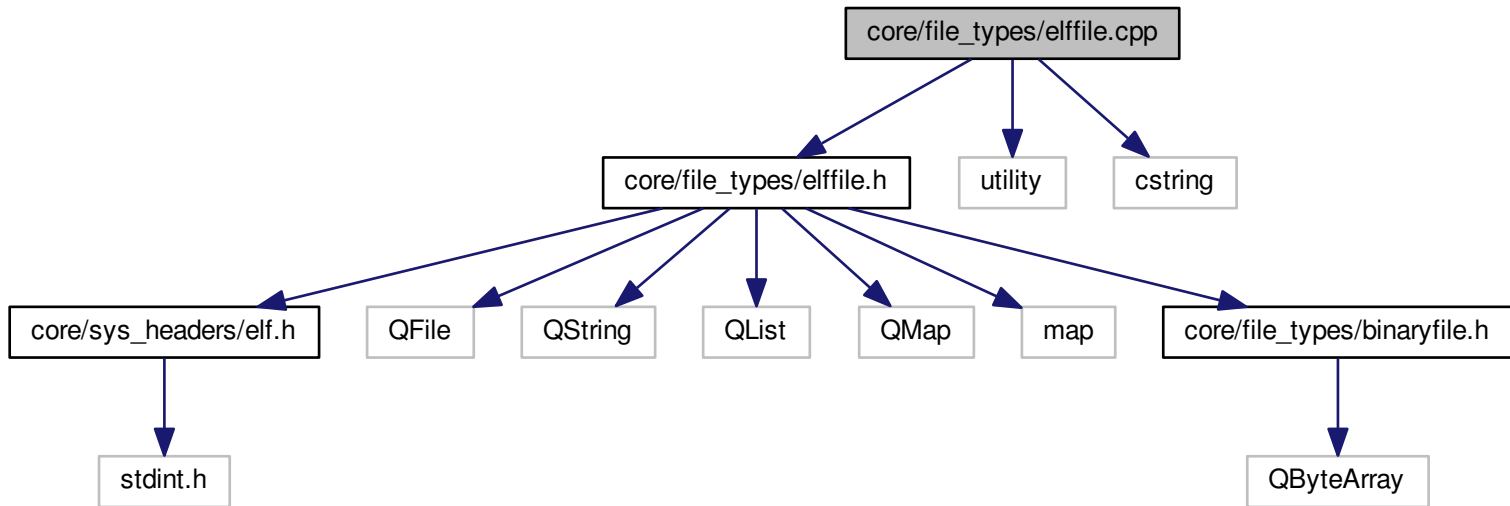 core/file_types/elffile.cpp
core/file_types/elffile.h
utility
cstring
core/sys_headers/elf.h
QFile
QString
QList
QMap
map
core/file_types/binaryfile.h
stdint.h
QByteArray